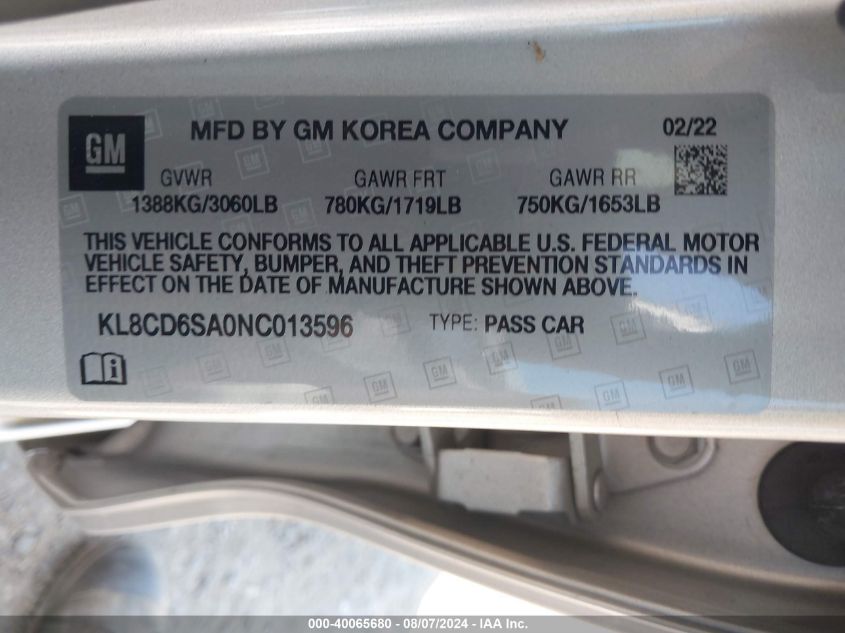 GM
MFD BY GM KOREA COMPANY 02/22
GVWR GAWR FRT GAWR RR
1388KG/3060LB 780KG/1719LB 750KG/1653LB
THIS VEHICLE CONFORMS TO ALL APPLICABLE U.S. FEDERAL MOTOR
VEHICLE SAFETY, BUMPER, AND THEFT PREVENTION STANDARDS IN
EFFECT ON THE DATE OF MANUFACTURE SHOWN ABOVE.
KL8CD6SA0NC013596 TYPE: PASS CAR
000-40065680 - 08/07/2024 - IAA Inc.